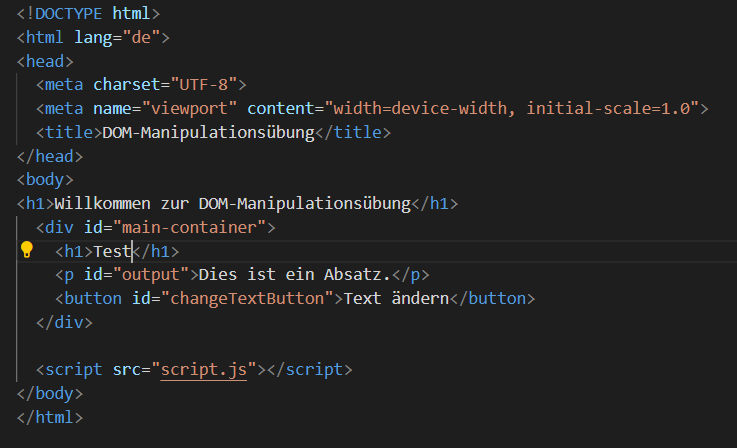 <!DOCTYPE html>
<html lang="de">
<head>
  <meta charset="UTF-8">
  <meta name="viewport" content="width=device-width, initial-scale=1.0">
  <title>DOM-Manipulationsübung</title>
</head>
<body>
<h1>Willkommen zur DOM-Manipulationsübung</h1>
  <div id="main-container">
    <h1>Test</h1>
    <p id="output">Dies ist ein Absatz.</p>
    <button id="changeTextButton">Text ändern</button>
  </div>

  <script src="script.js"></script>
</body>
</html>